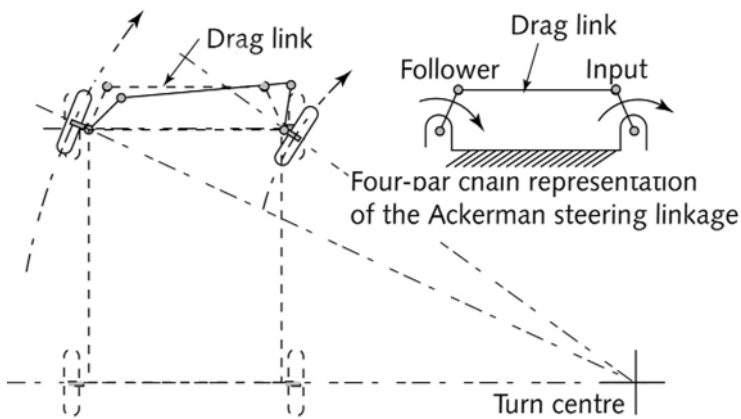 Drag link
Drag link
Follower
Input
Four-bar chain representation
of the Ackerman steering linkage
Turn centre